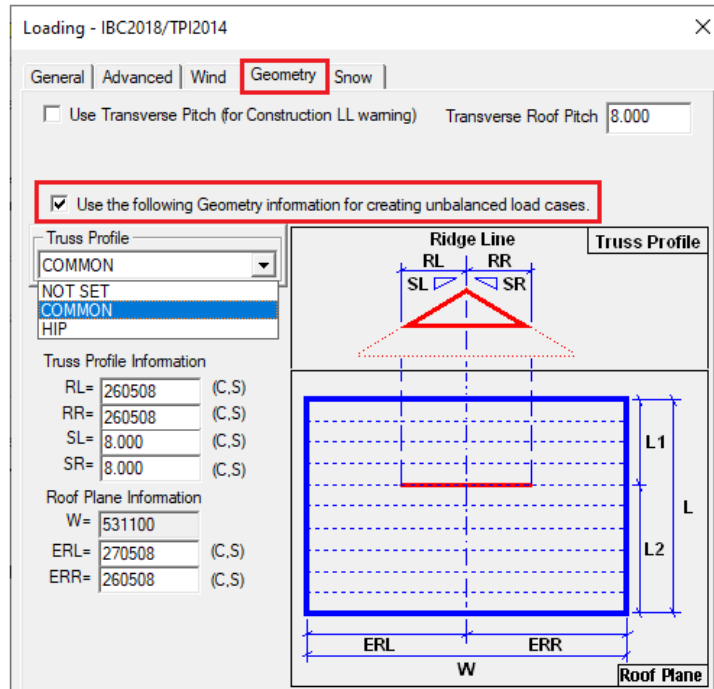 Loading - IBC2018/TPI2014
General Advanced Wind Geometry Snow
Use Transverse Pitch (for Construction LL warning) Transverse Roof Pitch 8.000
Use the following Geometry information for creating unbalanced load cases.
Truss Profile
COMMON
NOT SET
COMMON
HIP
Truss Profile Information
RL= 260508 (C,S)
RR= 260508 (C,S)
SL= 8.000 (C,S)
SR= 8.000 (C,S)
Roof Plane Information
W= 531100
ERL= 270508 (C,S)
ERR= 260508 (C,S)
Ridge Line Truss Profile
RL RR
SL SR
L1
L
L2
ERL ERR
W
Roof Plane